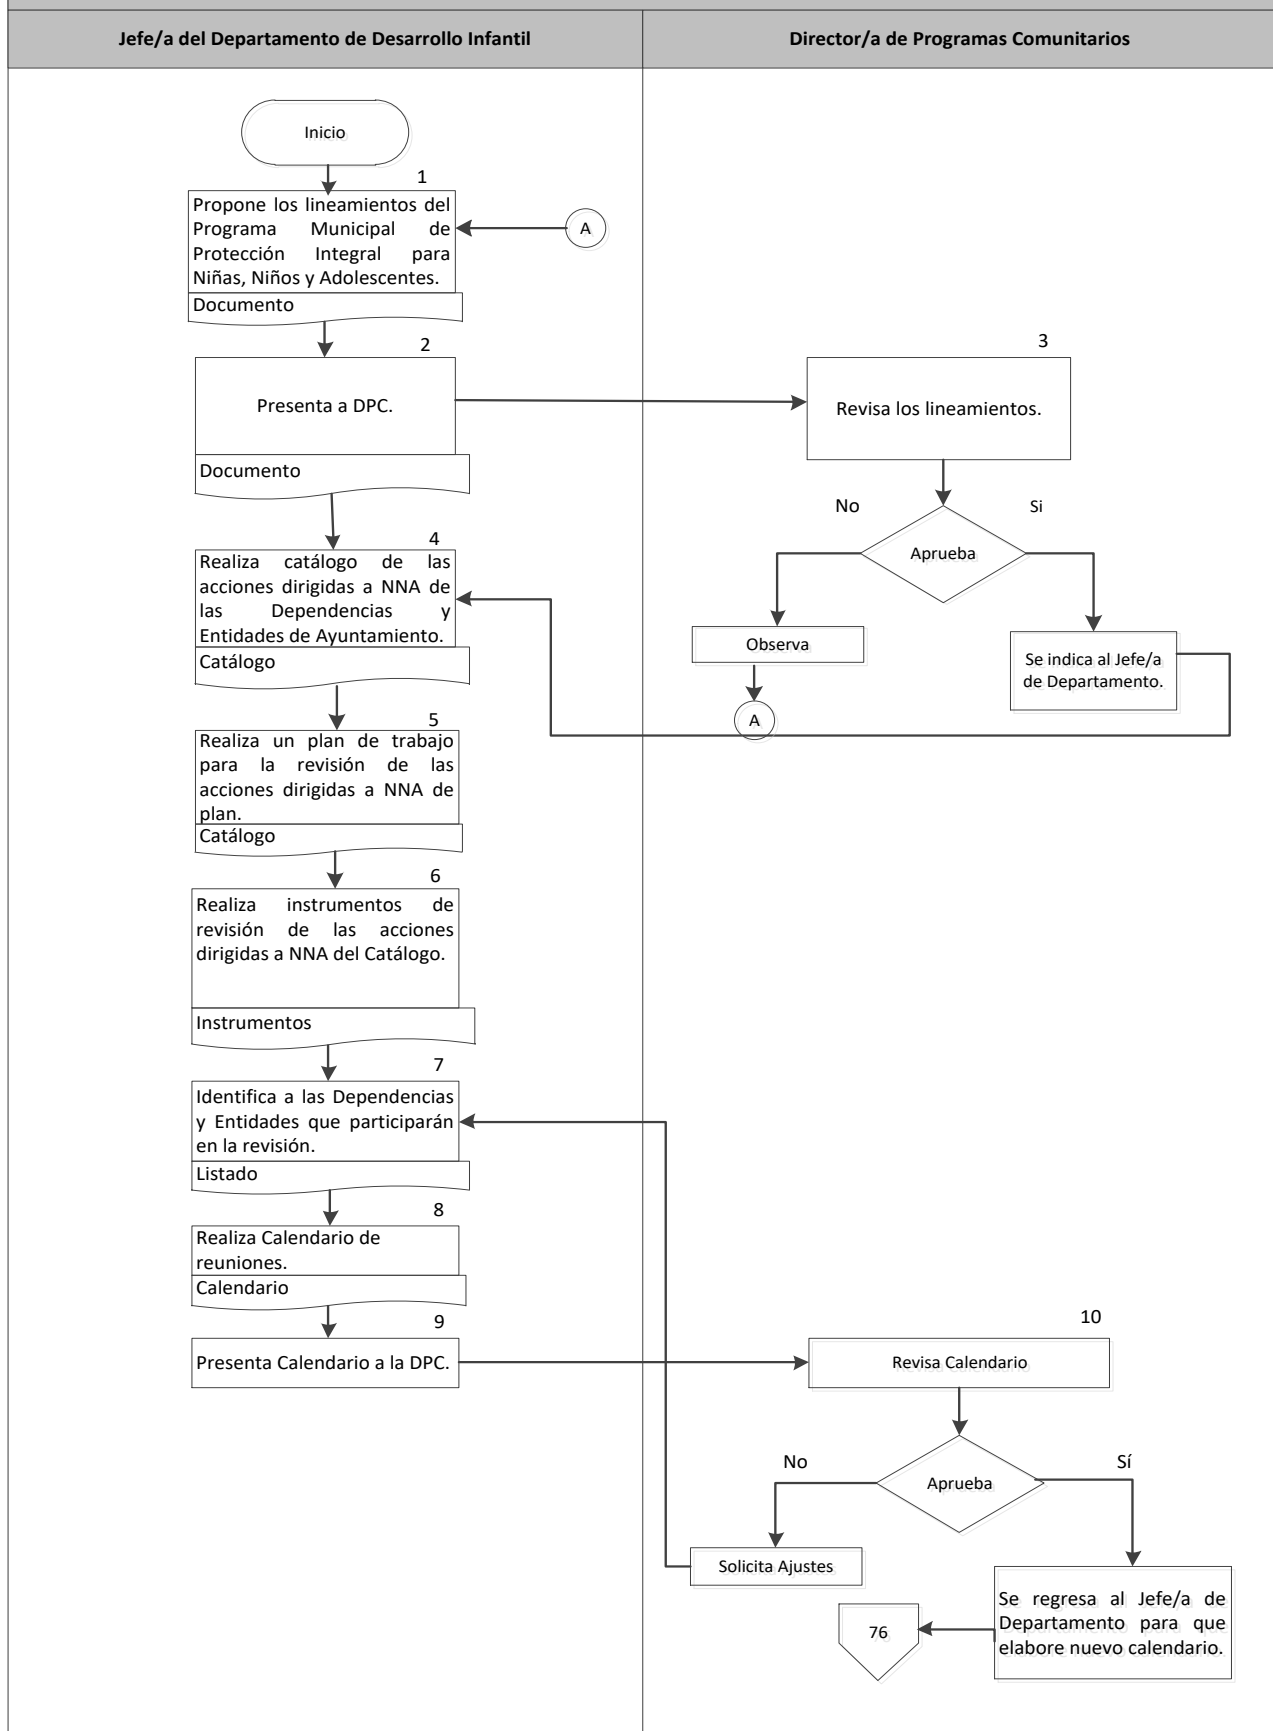 Jefe/a del Departamento de Desarrollo Infantil
Director/a de Programas Comunitarios
Inicio
1
Propone los lineamientos del
Programa Municipal de
Protección Integral para
Niñas, Niños y Adolescentes.
Documento
A
2
Presenta a DPC.
Documento
3
Revisa los lineamientos.
No
Si
Aprueba
Observa
A
Se indica al Jefe/a
de Departamento.
4
Realiza catálogo de las
acciones dirigidas a NNA de
las Dependencias y
Entidades de Ayuntamiento.
Catálogo
5
Realiza un plan de trabajo
para la revisión de las
acciones dirigidas a NNA de
plan.
Catálogo
6
Realiza instrumentos de
revisión de las acciones
dirigidas a NNA del Catálogo.
Instrumentos
7
Identifica a las Dependencias
y Entidades que participarán
en la revisión.
Listado
8
Realiza Calendario de
reuniones.
Calendario
9
Presenta Calendario a la DPC.
10
Revisa Calendario
No
Sí
Aprueba
Solicita Ajustes
Se regresa al Jefe/a de
Departamento para que
elabore nuevo calendario.
76